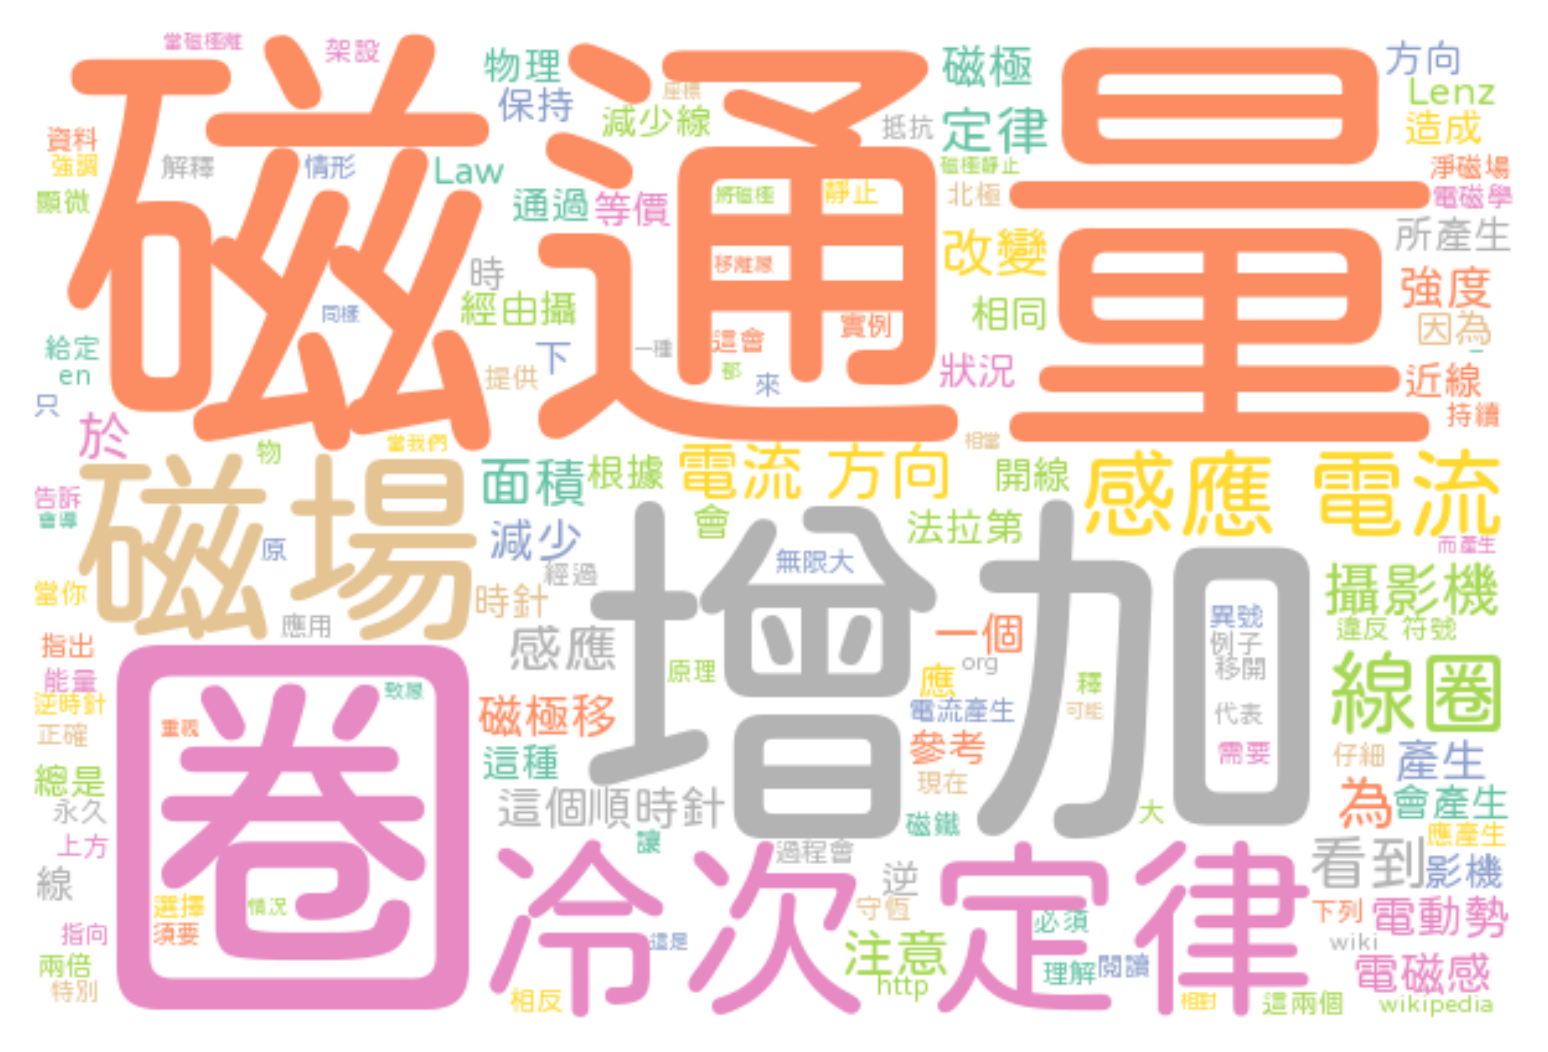 當磁極離
架設
物理
保持
減少線
座標
磁極
定律
抵抗
方向
Lenz
造成
磁通量
資料
強調
顯微
解釋
情形
Law
通過
等價
將磁極
靜止
磁極靜止
北極
淨磁場
電磁學
所產生
改變
移離屬
時
經由攝
同樣
一種
這會
實例
相同
強度
因為
給定
en
下
提供
都
來
狀況
近線
持續
只
於
物
當我們
相當
磁場
面積
根據
電流 方向
開線
感應 電流
告訴
會導
原
減少
會
法拉第
而產生
經過
無限大
當你
應用
時針
增加
攝影機
違反 符號
異號
例子
移開
指出
能量
逆時針
正確
感應
原理
一個
org
應
釋
可能
代表
需要
線圈
圈
重視
磁極移
電流產生
參考
現在
仔細
產生
總是
永久
上方
線
這種
這個順時針
磁鐵
大
為
會產生
應產生
讓
過程會
看到
影機
選擇
須要
情況
冷次定律
逆
守恆
必須
下列
電動勢
指向
兩倍
特別
這是
注意
http
理解
閱讀
wiki
電磁感
相反
相對
這兩個
wikipedia